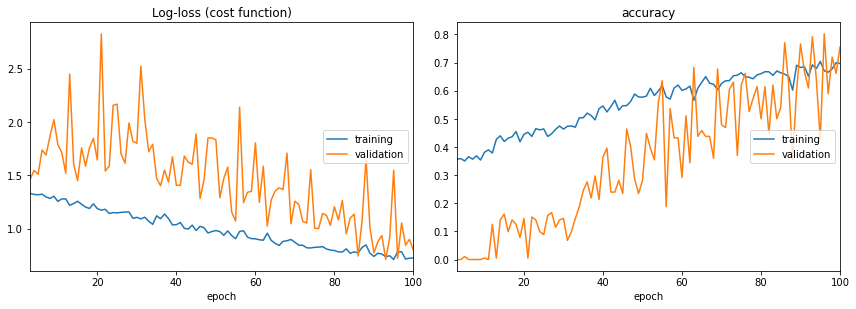 Log-loss (cost function)
2.5
2.0
1.5
1.0
training
validation
20
40
60
80
100
epoch
accuracy
0.8
0.7
0.6
0.5
0.4
0.3
0.2
0.1
0.0
training
validation
20
40
60
80
100
epoch